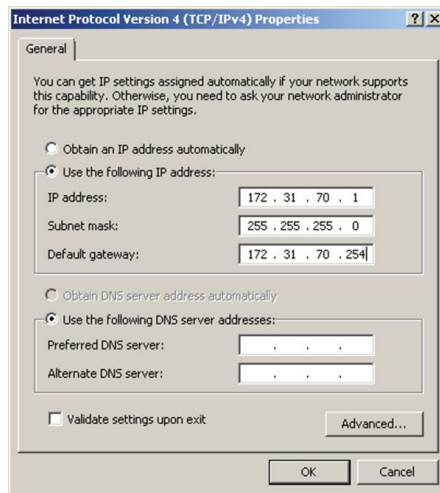 Internet Protocol Version 4 (TCP/IPv4) Properties
General
You can get IP settings assigned automatically if your network supports
this capability. Otherwise, you need to ask your network administrator
for the appropriate IP settings.
Obtain an IP address automatically
Use the following IP address:
IP address: 172 . 31 . 70 . 1
Subnet mask: 255 . 255 . 255 . 0
Default gateway: 172 . 31 . 70 . 254
Obtain DNS server address automatically
Use the following DNS server addresses:
Preferred DNS server: . . .
Alternate DNS server: . . .
Validate settings upon exit
Advanced...
OK Cancel